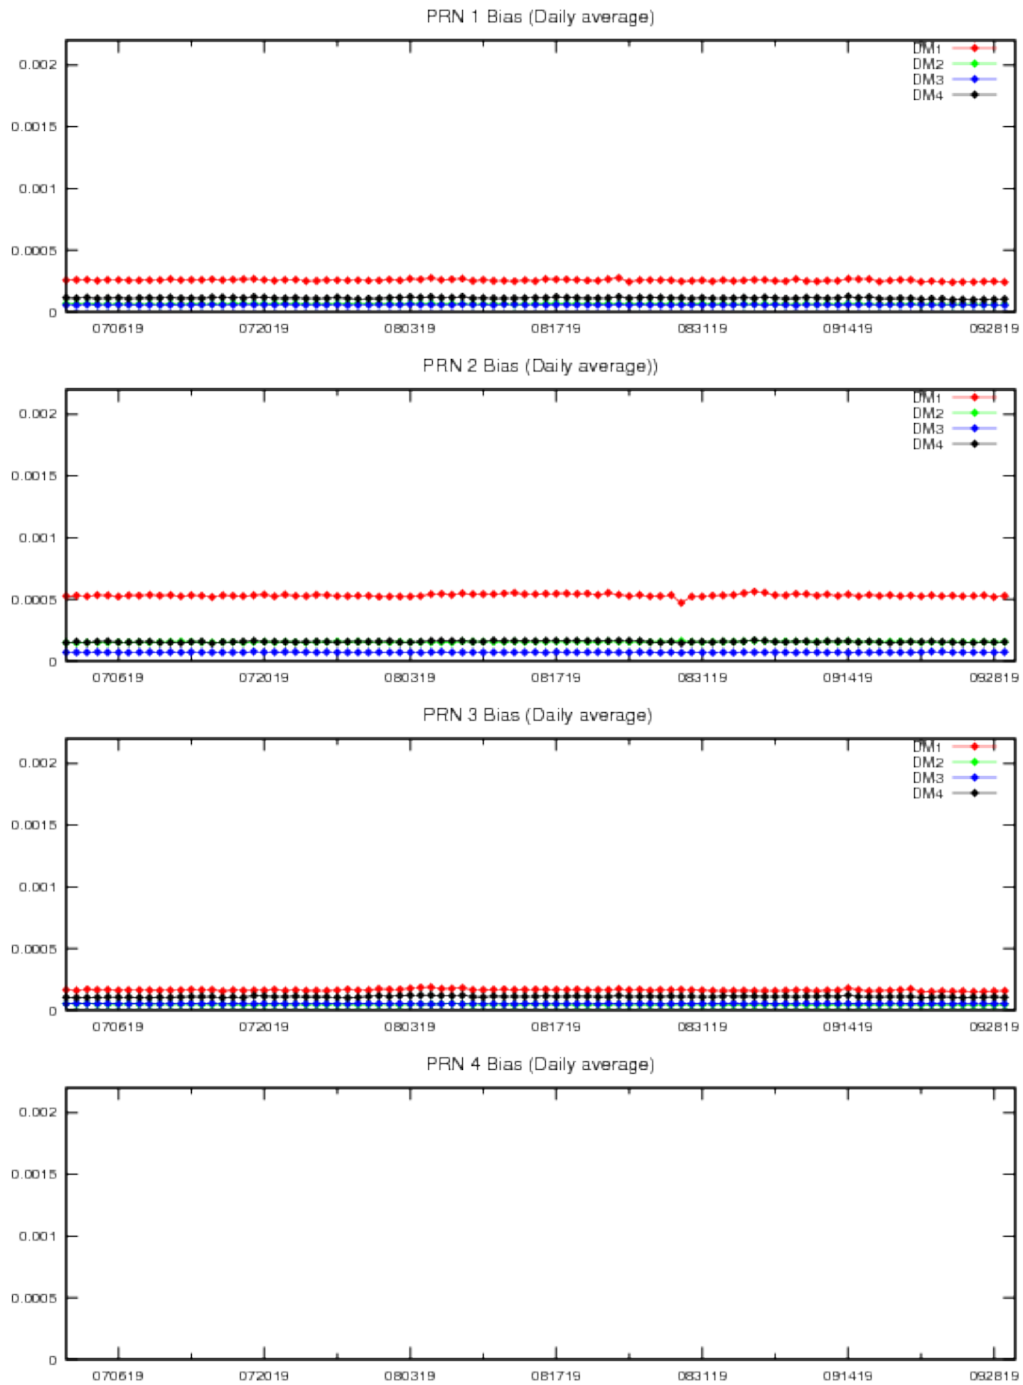 PRN 1 Bias (Daily average)
0.002
0.0015
0.001
0.0005
0
DM1
DM2
DM3
DM4
070619 072019 080319 081719 083119 091419 092819
PRN 2 Bias (Daily average))
0.002
0.0015
0.001
0.0005
0
DM1
DM2
DM3
DM4
070619 072019 080319 081719 083119 091419 092819
PRN 3 Bias (Daily average)
0.002
0.0015
0.001
0.0005
0
DM1
DM2
DM3
DM4
070619 072019 080319 081719 083119 091419 092819
PRN 4 Bias (Daily average)
0.002
0.0015
0.001
0.0005
0
070619 072019 080319 081719 083119 091419 092819